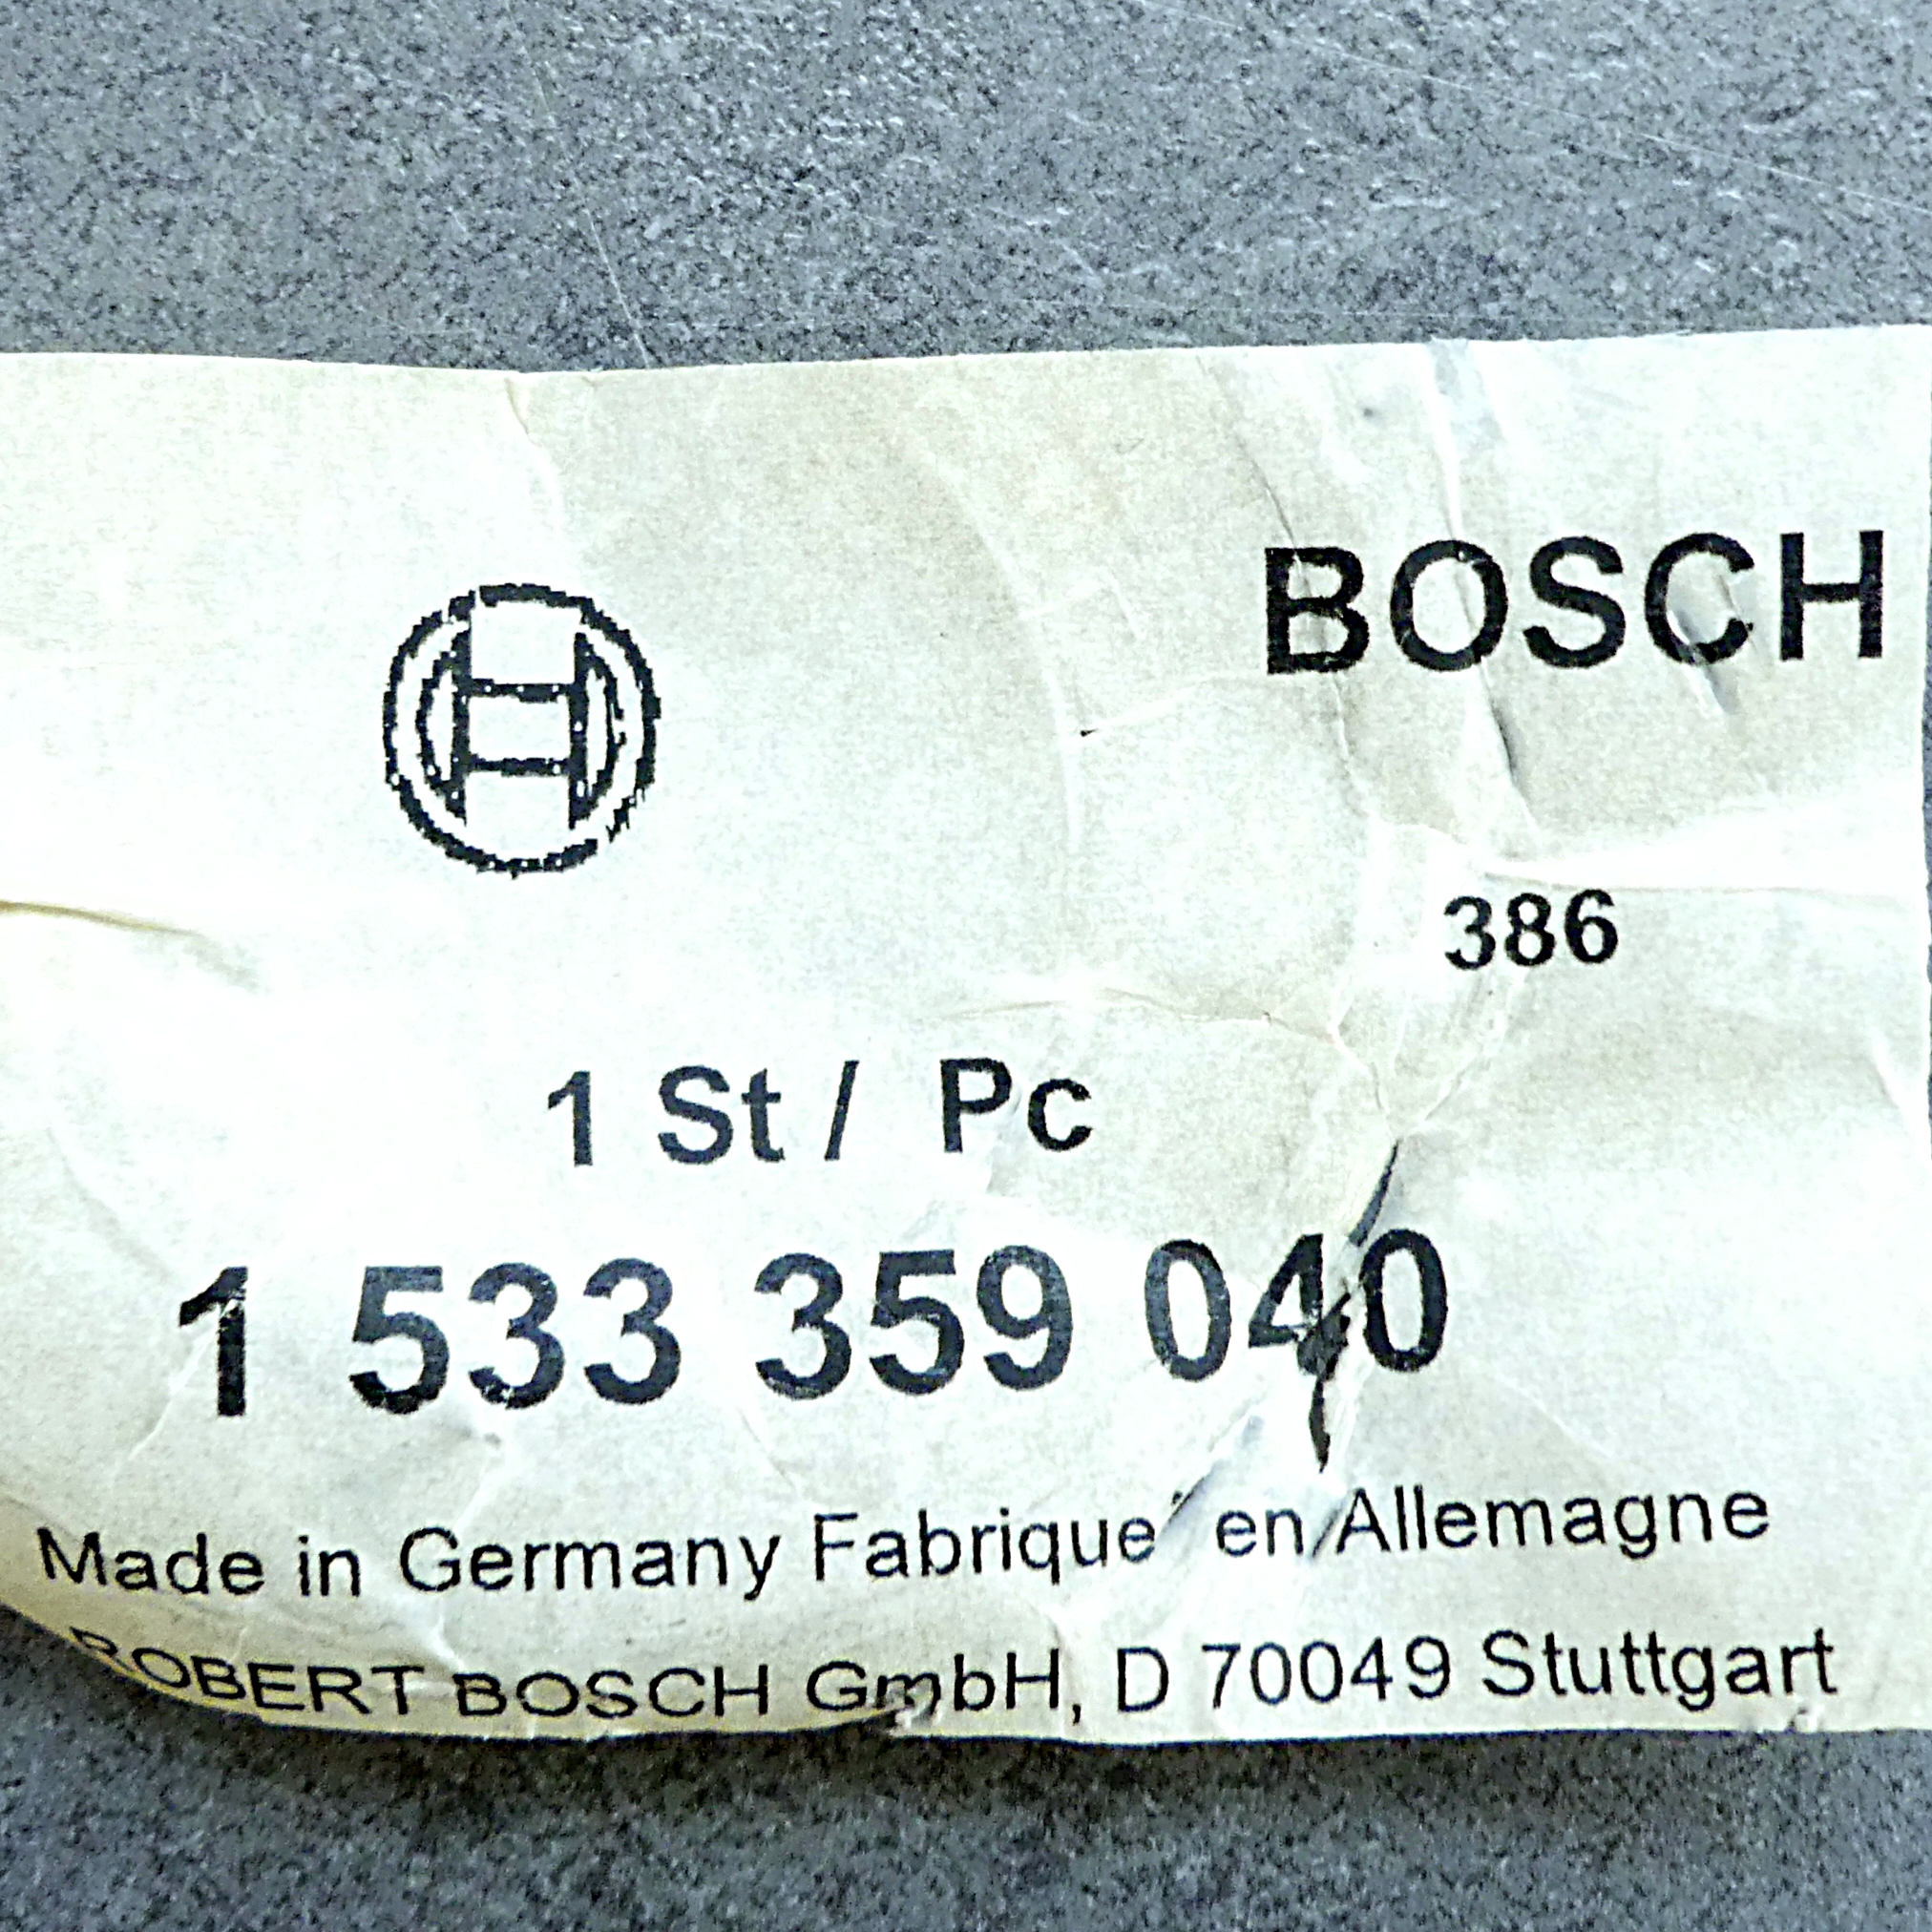 BOSCH
386
1 St / Pc
1 533 359 040
Made in Germany Fabrique´ en Allemagne
ROBERT BOSCH GmbH, D 70049 Stuttgart